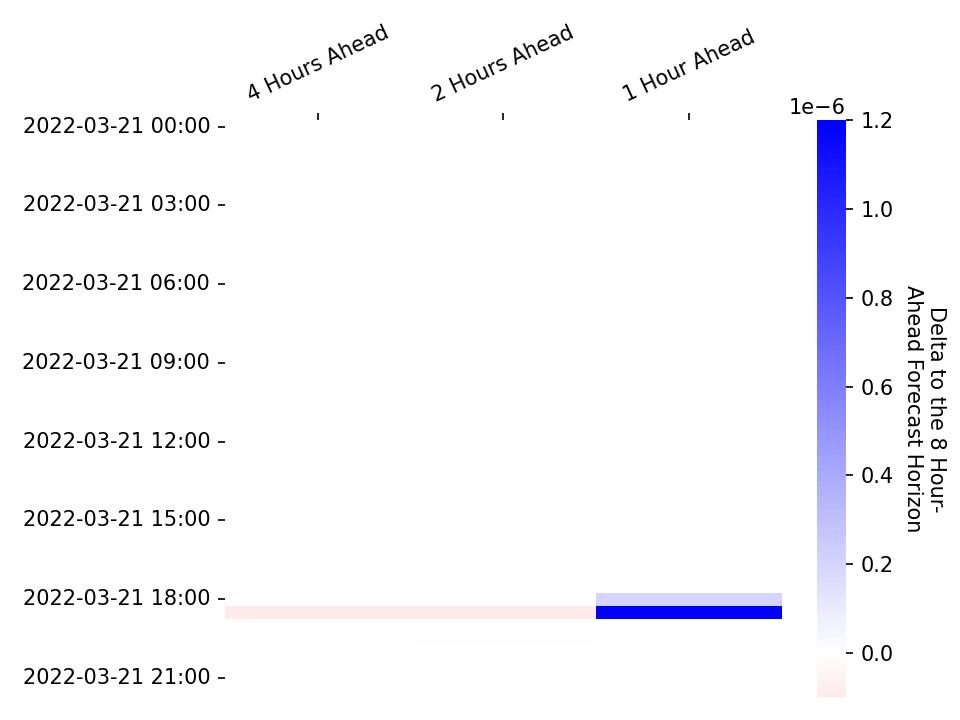 4 Hours Ahead
2 Hours Ahead
1 Hour Ahead
1e−6
2022-03-21 00:00
2022-03-21 03:00
2022-03-21 06:00
2022-03-21 09:00
2022-03-21 12:00
2022-03-21 15:00
2022-03-21 18:00
2022-03-21 21:00
1.2
1.0
0.8
0.6
0.4
0.2
0.0
Delta to the 8 Hour-
Ahead Forecast Horizon